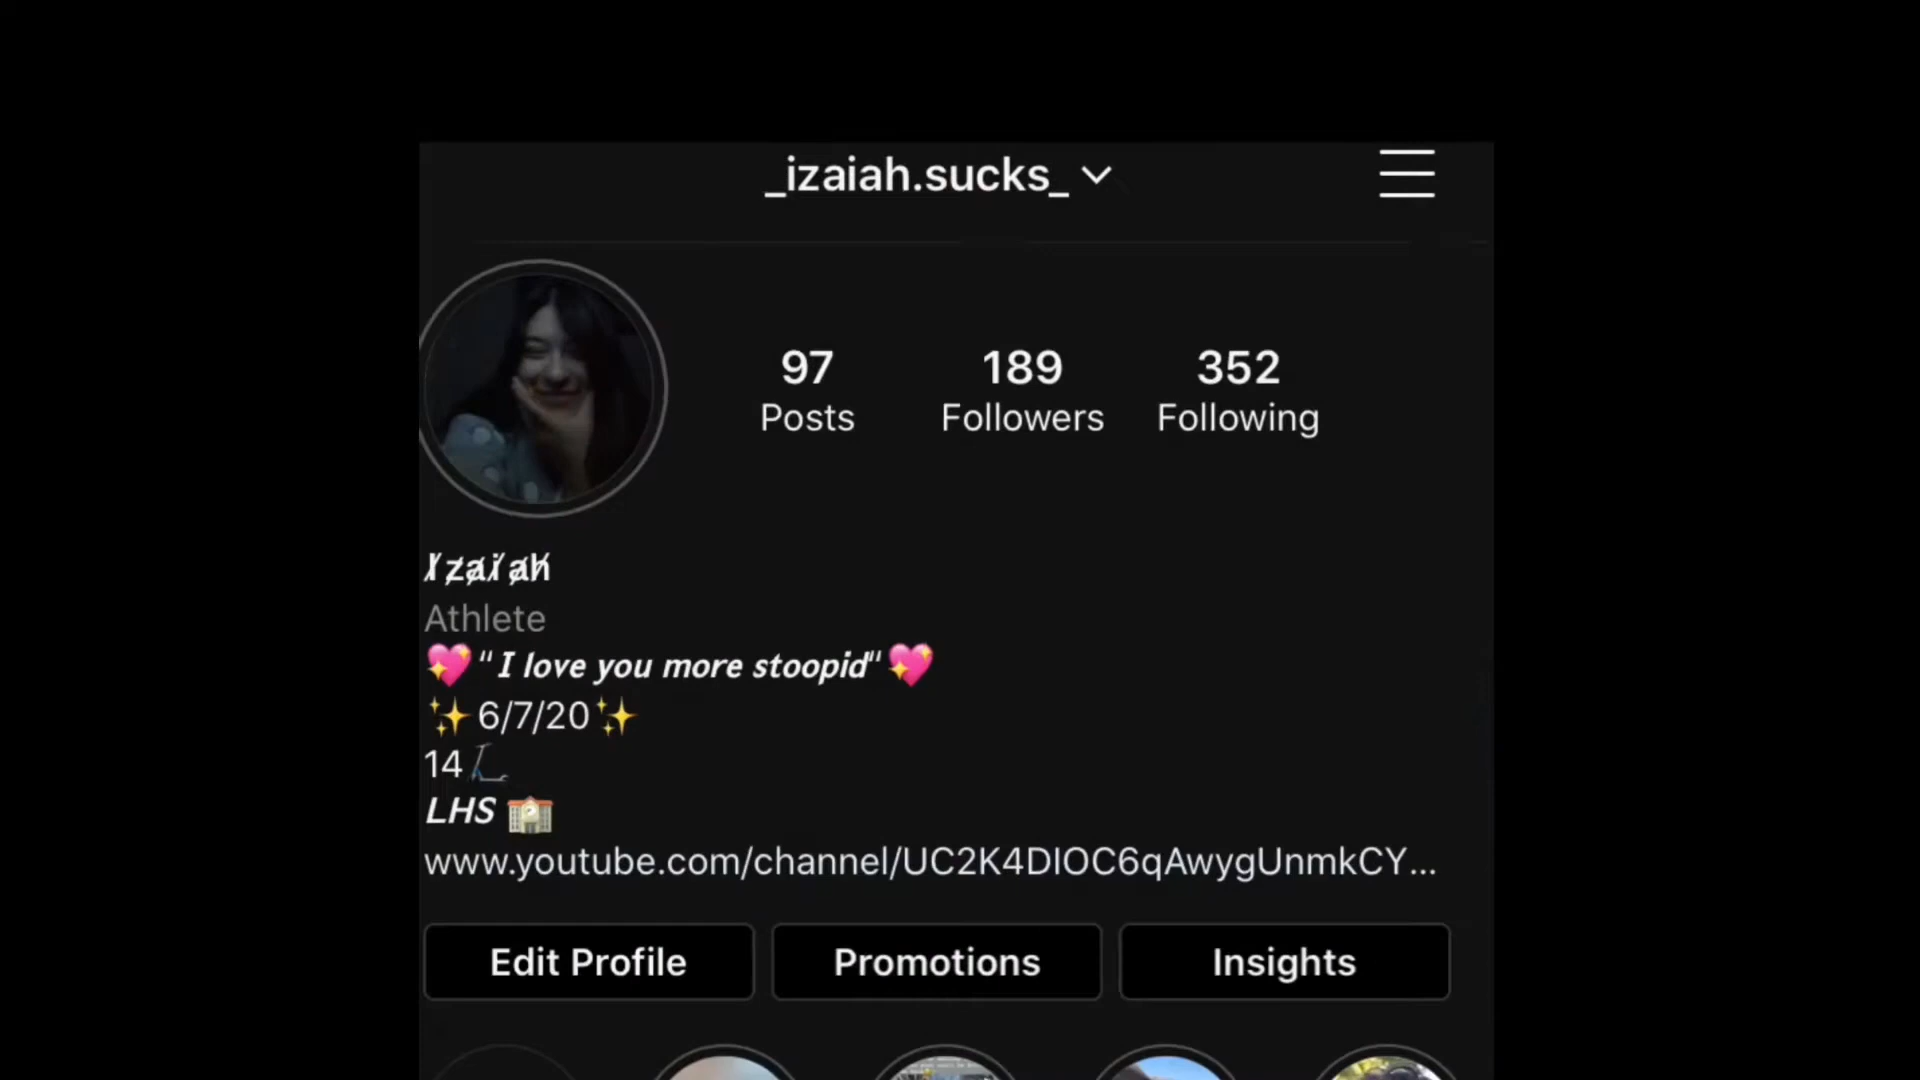 _izaiah.sucks_
97
Posts
189
Followers
352
Following
I̸z̸a̸i̸a̸h̸
Athlete
💖"I love you more stoopid"💖
✨6/7/20✨
14🛴
LHS 🏫
www.youtube.com/channel/UC2K4DIOC6qAwygUnmkCY...
Edit Profile
Promotions
Insights